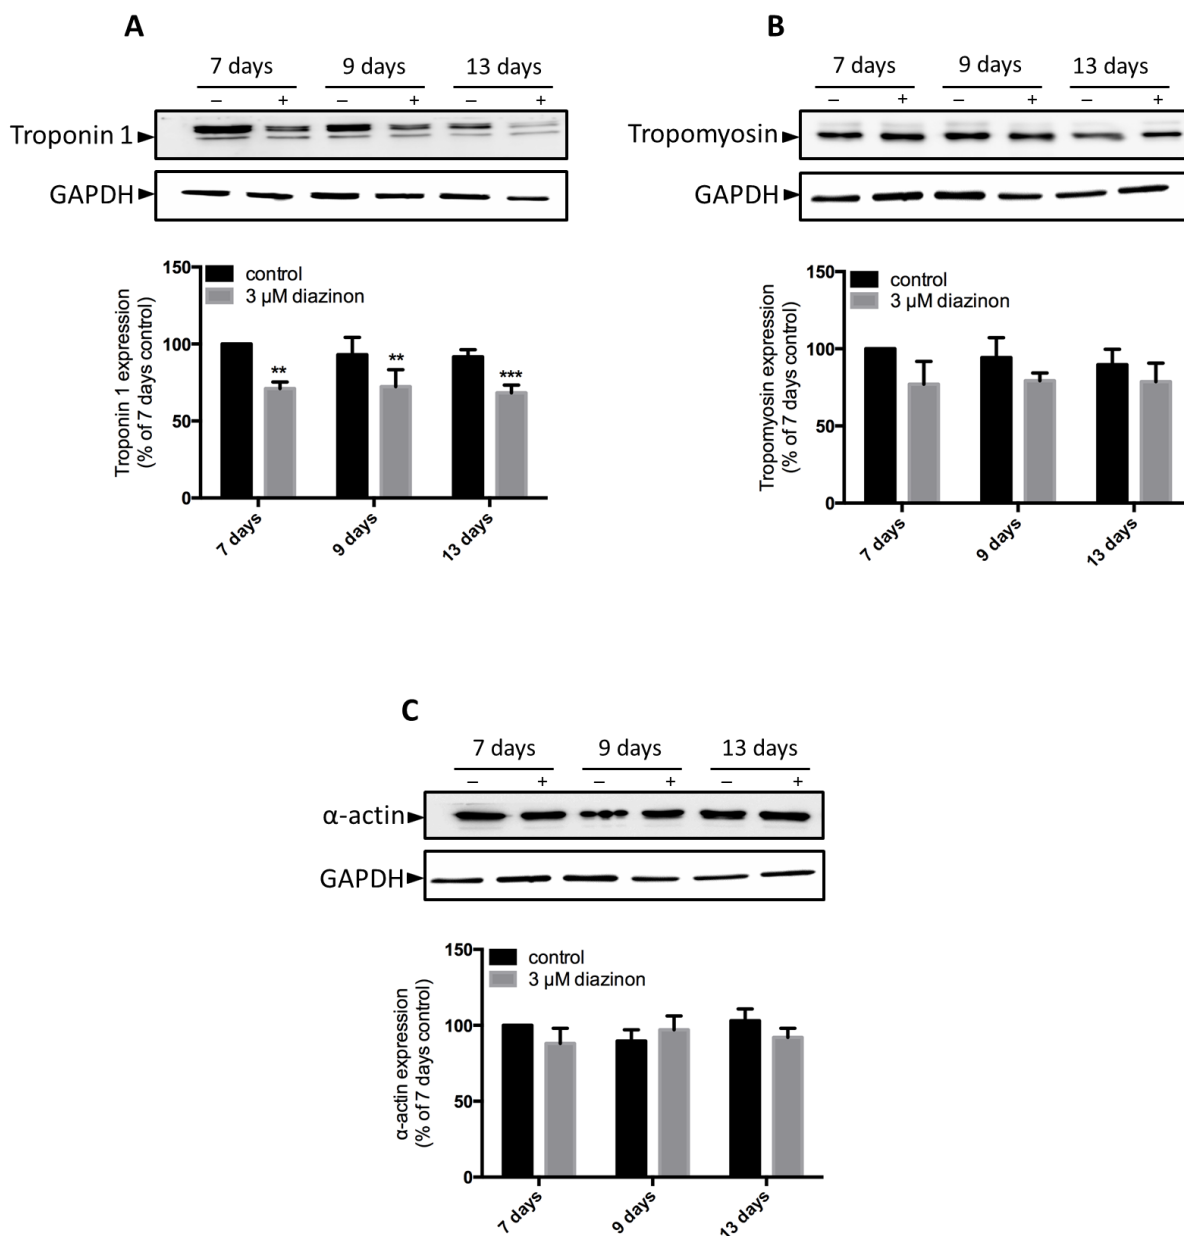 A
7 days 9 days 13 days
– + – + – +
Troponin 1
GAPDH
150
100
50
0
Troponin 1 expression
(% of 7 days control)
control
3 µM diazinon
** ** ***
7 days 9 days 13 days
B
7 days 9 days 13 days
– + – + – +
Tropomyosin
GAPDH
150
100
50
0
Tropomyosin expression
(% of 7 days control)
control
3 µM diazinon
7 days 9 days 13 days
C
7 days 9 days 13 days
– + – + – +
α-actin
GAPDH
150
100
50
0
α-actin expression
(% of 7 days control)
control
3 µM diazinon
7 days 9 days 13 days